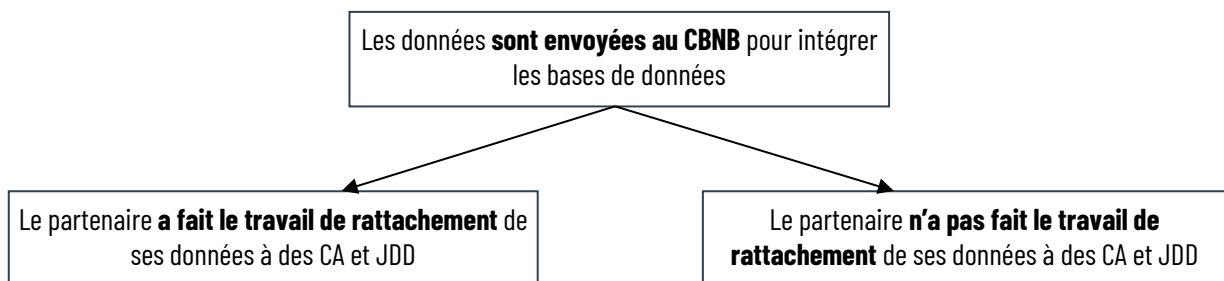 Les données sont envoyées au CBNB pour intégrer
les bases de données
Le partenaire a fait le travail de rattachement de
ses données à des CA et JDD
Le partenaire n'a pas fait le travail de
rattachement de ses données à des CA et JDD